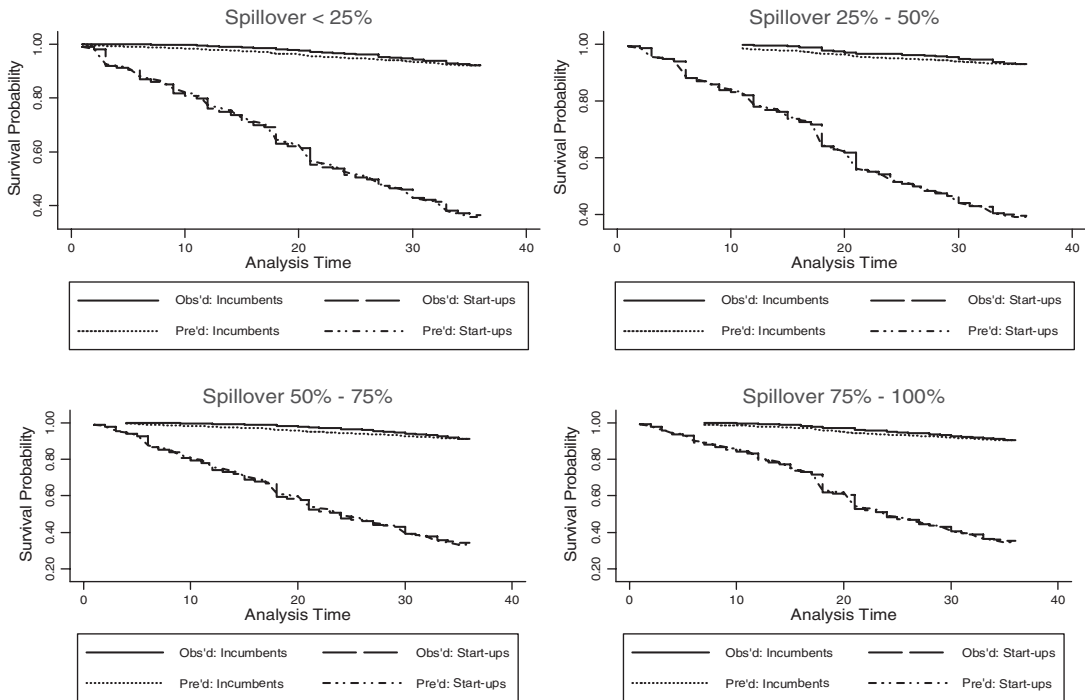 Spillover < 25%
Survival Probability
1.00
0.80
0.60
0.40
0 10 20 30 40
Analysis Time
Obs'd: Incumbents Obs'd: Start-ups
Pre'd: Incumbents Pre'd: Start-ups
Spillover 25% - 50%
Survival Probability
1.00
0.80
0.60
0.40
0 10 20 30 40
Analysis Time
Obs'd: Incumbents Obs'd: Start-ups
Pre'd: Incumbents Pre'd: Start-ups
Spillover 50% - 75%
Survival Probability
1.00
0.80
0.60
0.40
0.20
0 10 20 30 40
Analysis Time
Obs'd: Incumbents Obs'd: Start-ups
Pre'd: Incumbents Pre'd: Start-ups
Spillover 75% - 100%
Survival Probability
1.00
0.80
0.60
0.40
0.20
0 10 20 30 40
Analysis Time
Obs'd: Incumbents Obs'd: Start-ups
Pre'd: Incumbents Pre'd: Start-ups